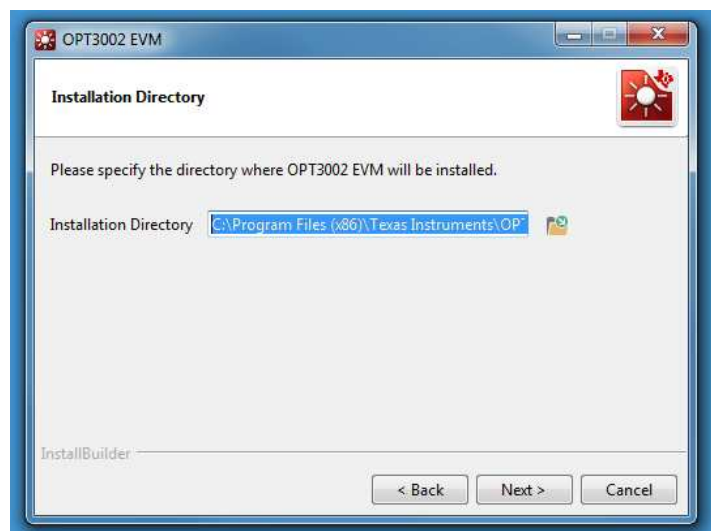 OPT3002 EVM
Installation Directory
Please specify the directory where OPT3002 EVM will be installed.
Installation Directory C:\Program Files (x86)\Texas Instruments\OP
InstallBuilder
< Back Next > Cancel